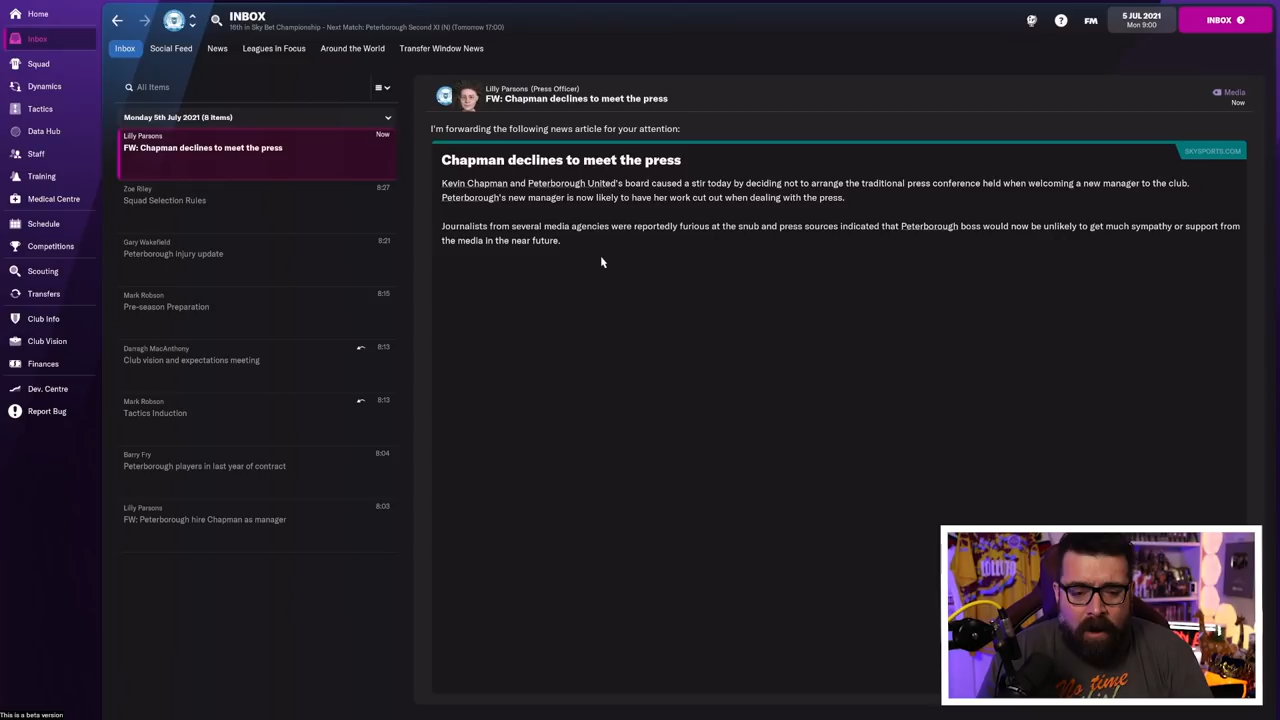 Home
Inbox
Squad
Dynamics
Tactics
Data Hub
Staff
Training
Medical Centre
Schedule
Competitions
Scouting
Transfers
Club Info
Club Vision
Finances
Dev. Centre
Report Bug
This is a beta version
INBOX
16th in Sky Bet Championship - Next Match: Peterborough Second XI (N) (Tomorrow 17:00)
FM
5 JUL 2021
Mon 9:00
INBOX
Inbox
Social Feed
News
Leagues in Focus
Around the World
Transfer Window News
All Items
Monday 5th July 2021 (8 items)
Lilly Parsons
Now
FW: Chapman declines to meet the press
Zoe Riley
8:27
Squad Selection Rules
Gary Wakefield
8:21
Peterborough injury update
Mark Robson
8:15
Pre-season Preparation
Darragh MacAnthony
8:13
Club vision and expectations meeting
Mark Robson
8:13
Tactics Induction
Barry Fry
8:04
Peterborough players in last year of contract
Lilly Parsons
8:03
FW: Peterborough hire Chapman as manager
Lilly Parsons (Press Officer)
FW: Chapman declines to meet the press
Media
Now
I'm forwarding the following news article for your attention:
SKYSPORTS.COM
Chapman declines to meet the press
Kevin Chapman and Peterborough United's board caused a stir today by deciding not to arrange the traditional press conference held when welcoming a new manager to the club.
Peterborough's new manager is now likely to have her work cut out when dealing with the press.
Journalists from several media agencies were reportedly furious at the snub and press sources indicated that Peterborough boss would now be unlikely to get much sympathy or support from
the media in the near future.
No time